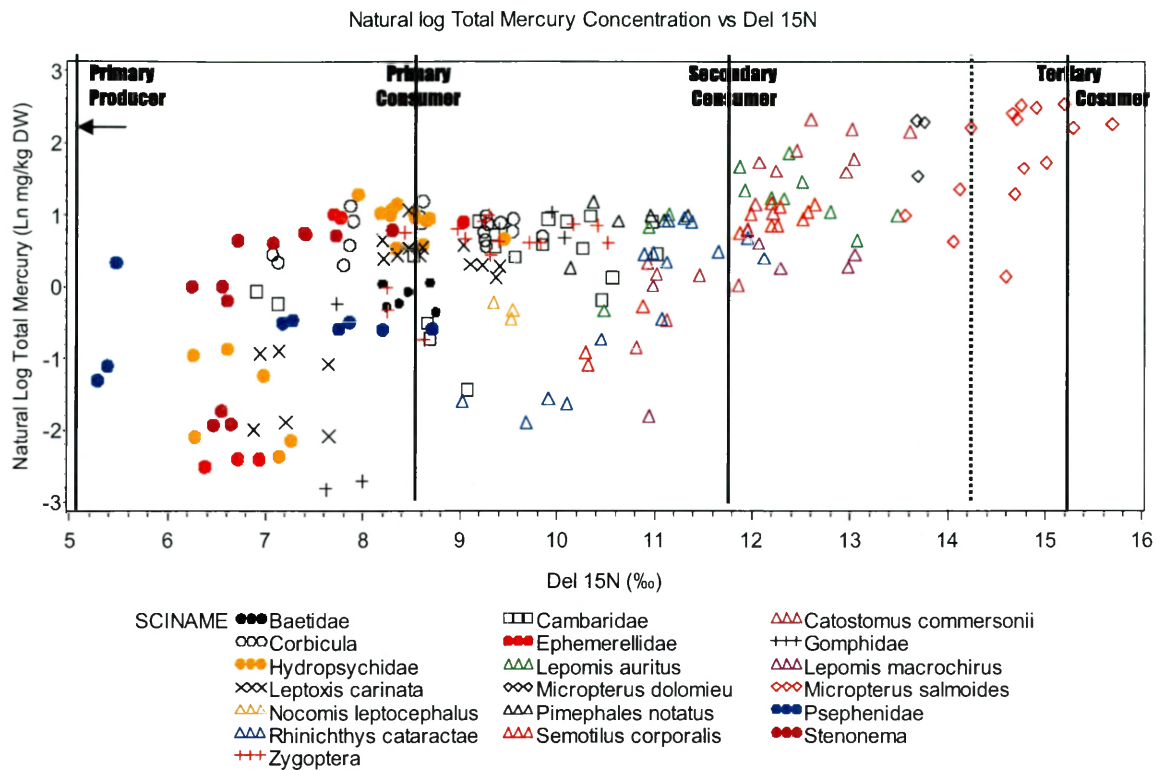 Natural log Total Mercury Concentration vs Del 15N
Primary Producer
Primary Consumer
Secondary Consumer
Tertiary Cosumer
Natural Log Total Mercury (Ln mg/kg DW)
3
2
1
0
-1
-2
-3
5 6 7 8 9 10 11 12 13 14 15 16
Del 15N (‰)
SCINAME Baetidae Cambaridae Catostomus commersonii
Corbicula Ephemerellidae Gomphidae
Hydropsychidae Lepomis auritus Lepomis macrochirus
Leptoxis carinata Micropterus dolomieu Micropterus salmoides
Nocomis leptocephalus Pimephales notatus Psephenidae
Rhinichthys cataractae Semotilus corporalis Stenonema
Zygoptera